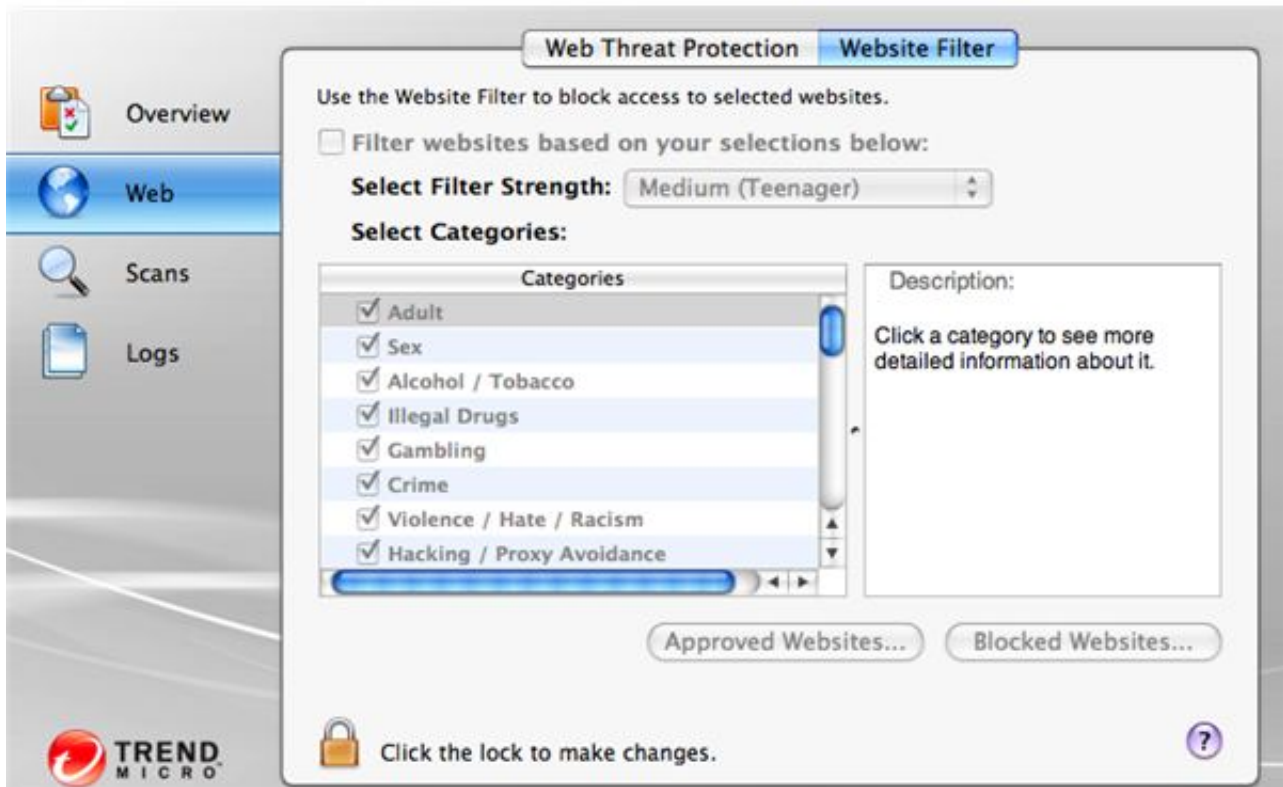 Web Threat Protection
Website Filter
Overview
Web
Scans
Logs
Use the Website Filter to block access to selected websites.
Filter websites based on your selections below:
Select Filter Strength:
Medium (Teenager)
Select Categories:
Categories
Adult
Sex
Alcohol / Tobacco
Illegal Drugs
Gambling
Crime
Violence / Hate / Racism
Hacking / Proxy Avoidance
Description:
Click a category to see more
detailed information about it.
Approved Websites...
Blocked Websites...
Click the lock to make changes.
?
TREND
MICRO